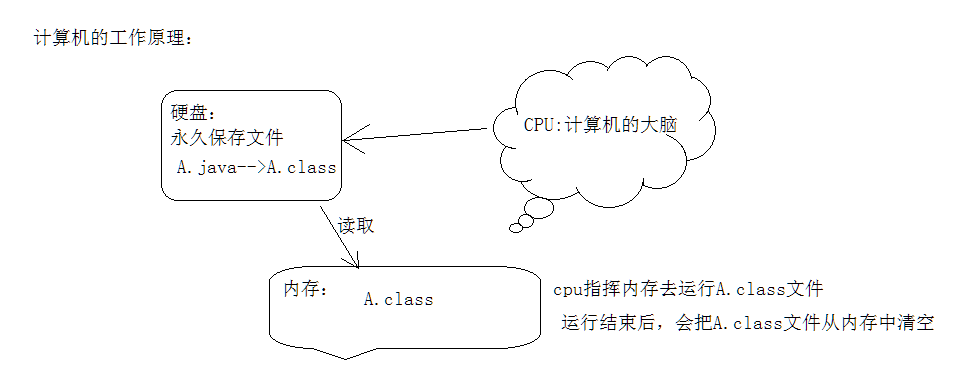 计算机的工作原理：
硬盘：
永久保存文件
A.java-->A.class
CPU:计算机的大脑
读取
内存：
A.class
cpu指挥内存去运行A.class文件
运行结束后，会把A.class文件从内存中清空